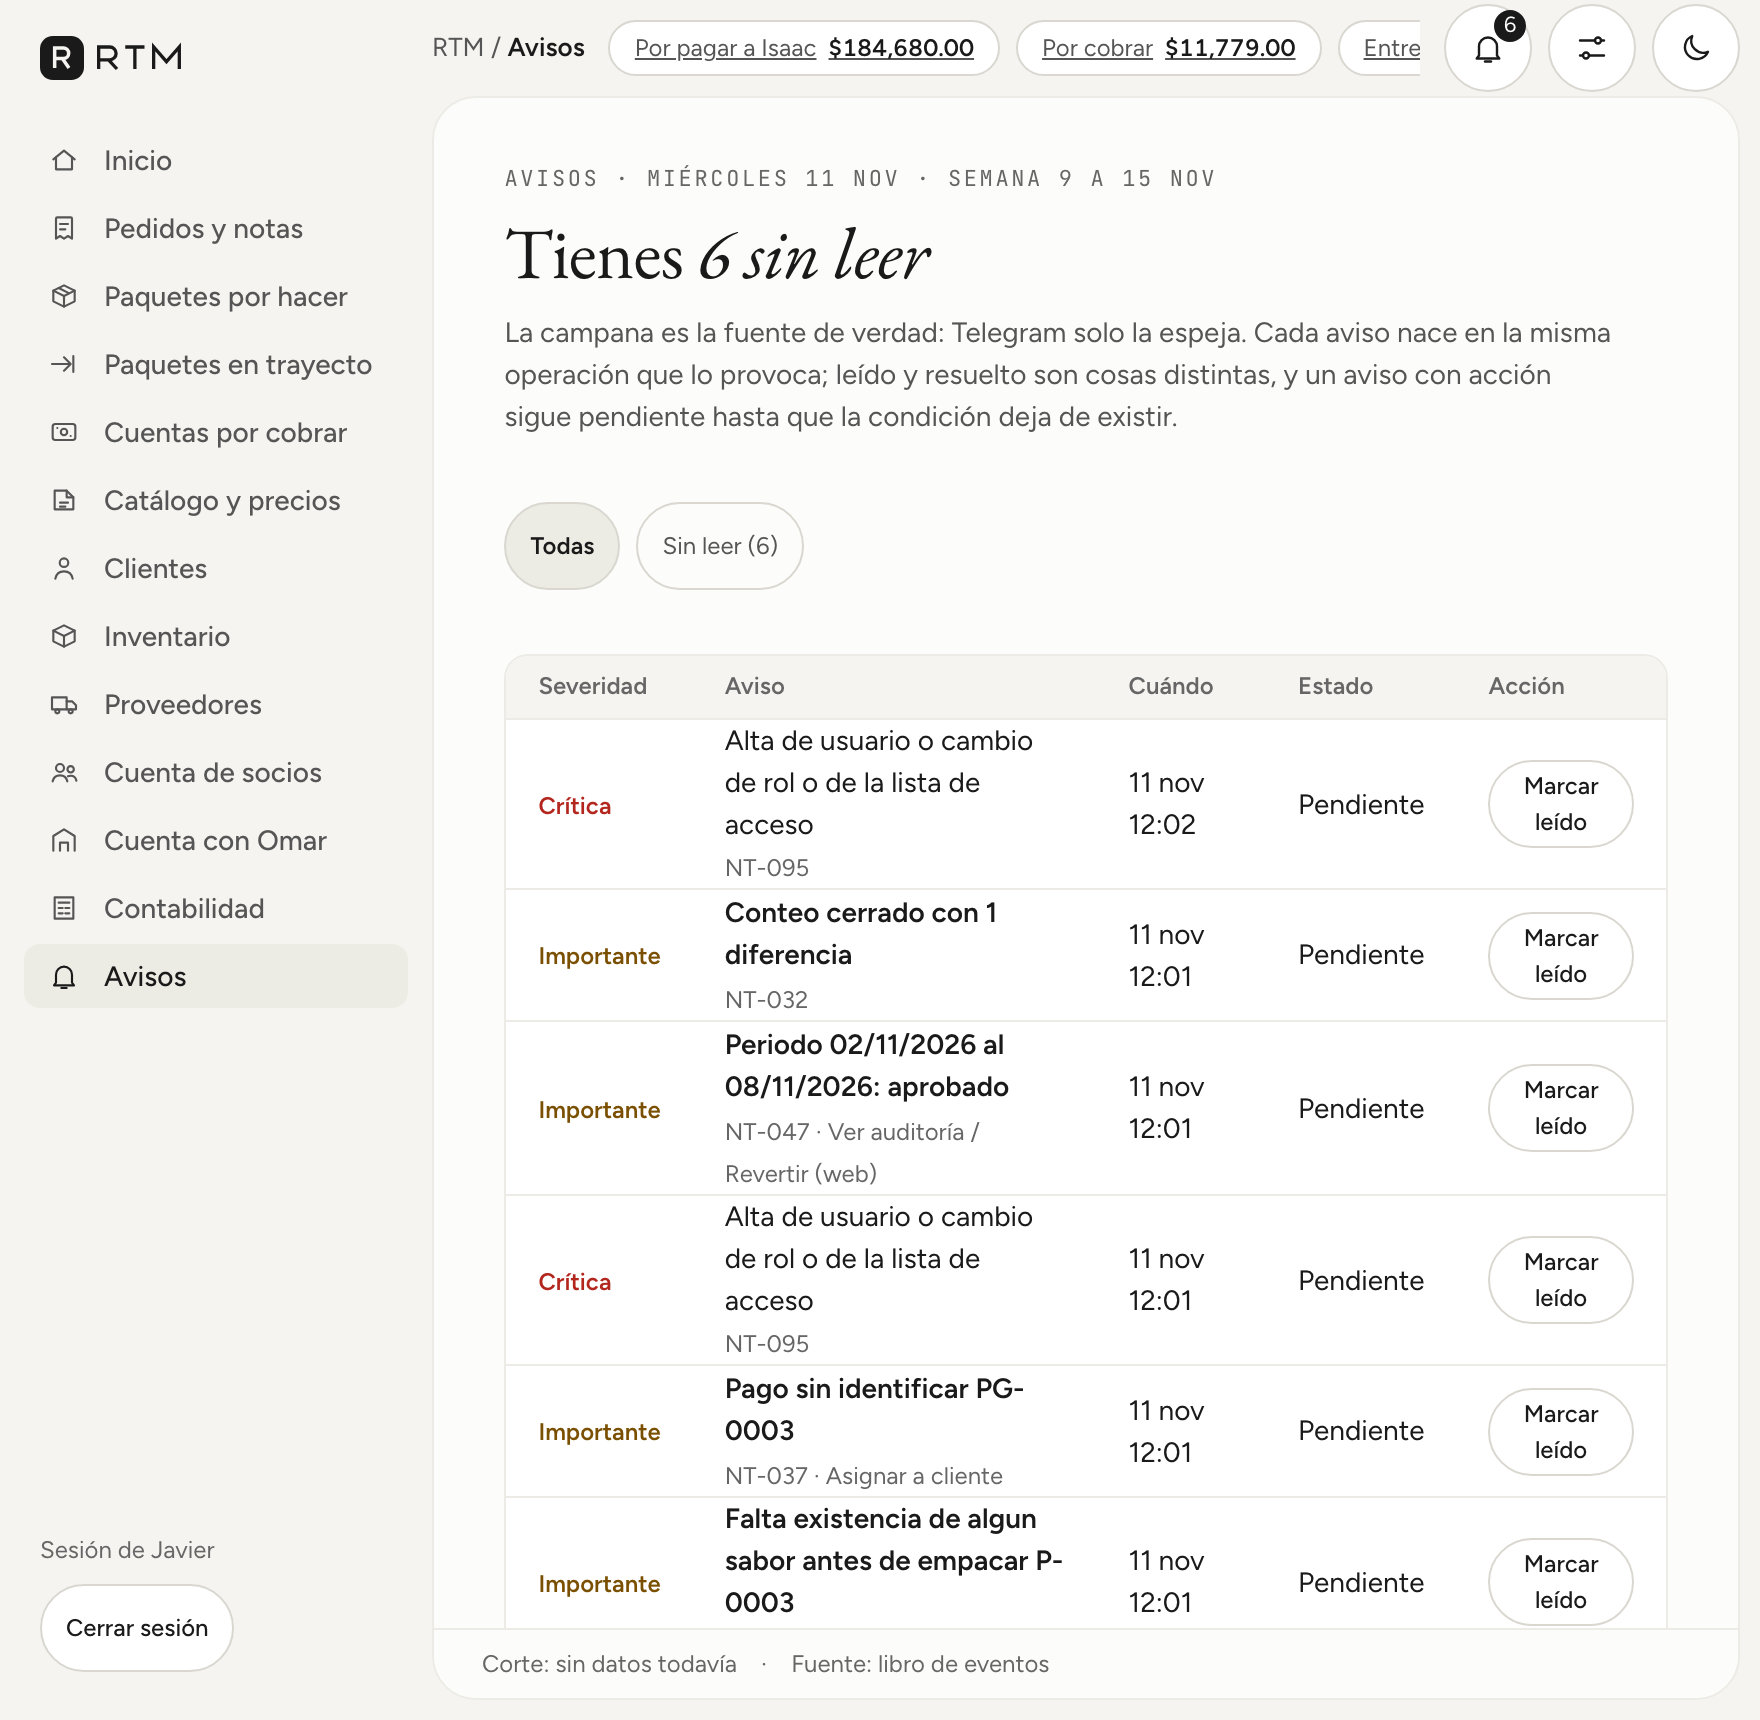 R RTM
RTM / Avisos
Por pagar a Isaac $184,680.00
Por cobrar $11,779.00
Entre
6
Inicio
Pedidos y notas
Paquetes por hacer
Paquetes en trayecto
Cuentas por cobrar
Catálogo y precios
Clientes
Inventario
Proveedores
Cuenta de socios
Cuenta con Omar
Contabilidad
Avisos
Sesión de Javier
Cerrar sesión
AVISOS · MIÉRCOLES 11 NOV · SEMANA 9 A 15 NOV
Tienes 6 sin leer
La campana es la fuente de verdad: Telegram solo la espeja. Cada aviso nace en la misma
operación que lo provoca; leído y resuelto son cosas distintas, y un aviso con acción
sigue pendiente hasta que la condición deja de existir.
Todas
Sin leer (6)
Severidad Aviso Cuándo Estado Acción
Crítica
Alta de usuario o cambio
de rol o de la lista de
acceso
NT-095
11 nov
12:02
Pendiente
Marcar
leído
Importante
Conteo cerrado con 1
diferencia
NT-032
11 nov
12:01
Pendiente
Marcar
leído
Importante
Periodo 02/11/2026 al
08/11/2026: aprobado
NT-047 · Ver auditoría /
Revertir (web)
11 nov
12:01
Pendiente
Marcar
leído
Crítica
Alta de usuario o cambio
de rol o de la lista de
acceso
NT-095
11 nov
12:01
Pendiente
Marcar
leído
Importante
Pago sin identificar PG-
0003
NT-037 · Asignar a cliente
11 nov
12:01
Pendiente
Marcar
leído
Importante
Falta existencia de algun
sabor antes de empacar P-
0003
11 nov
12:01
Pendiente
Marcar
leído
Corte: sin datos todavía · Fuente: libro de eventos